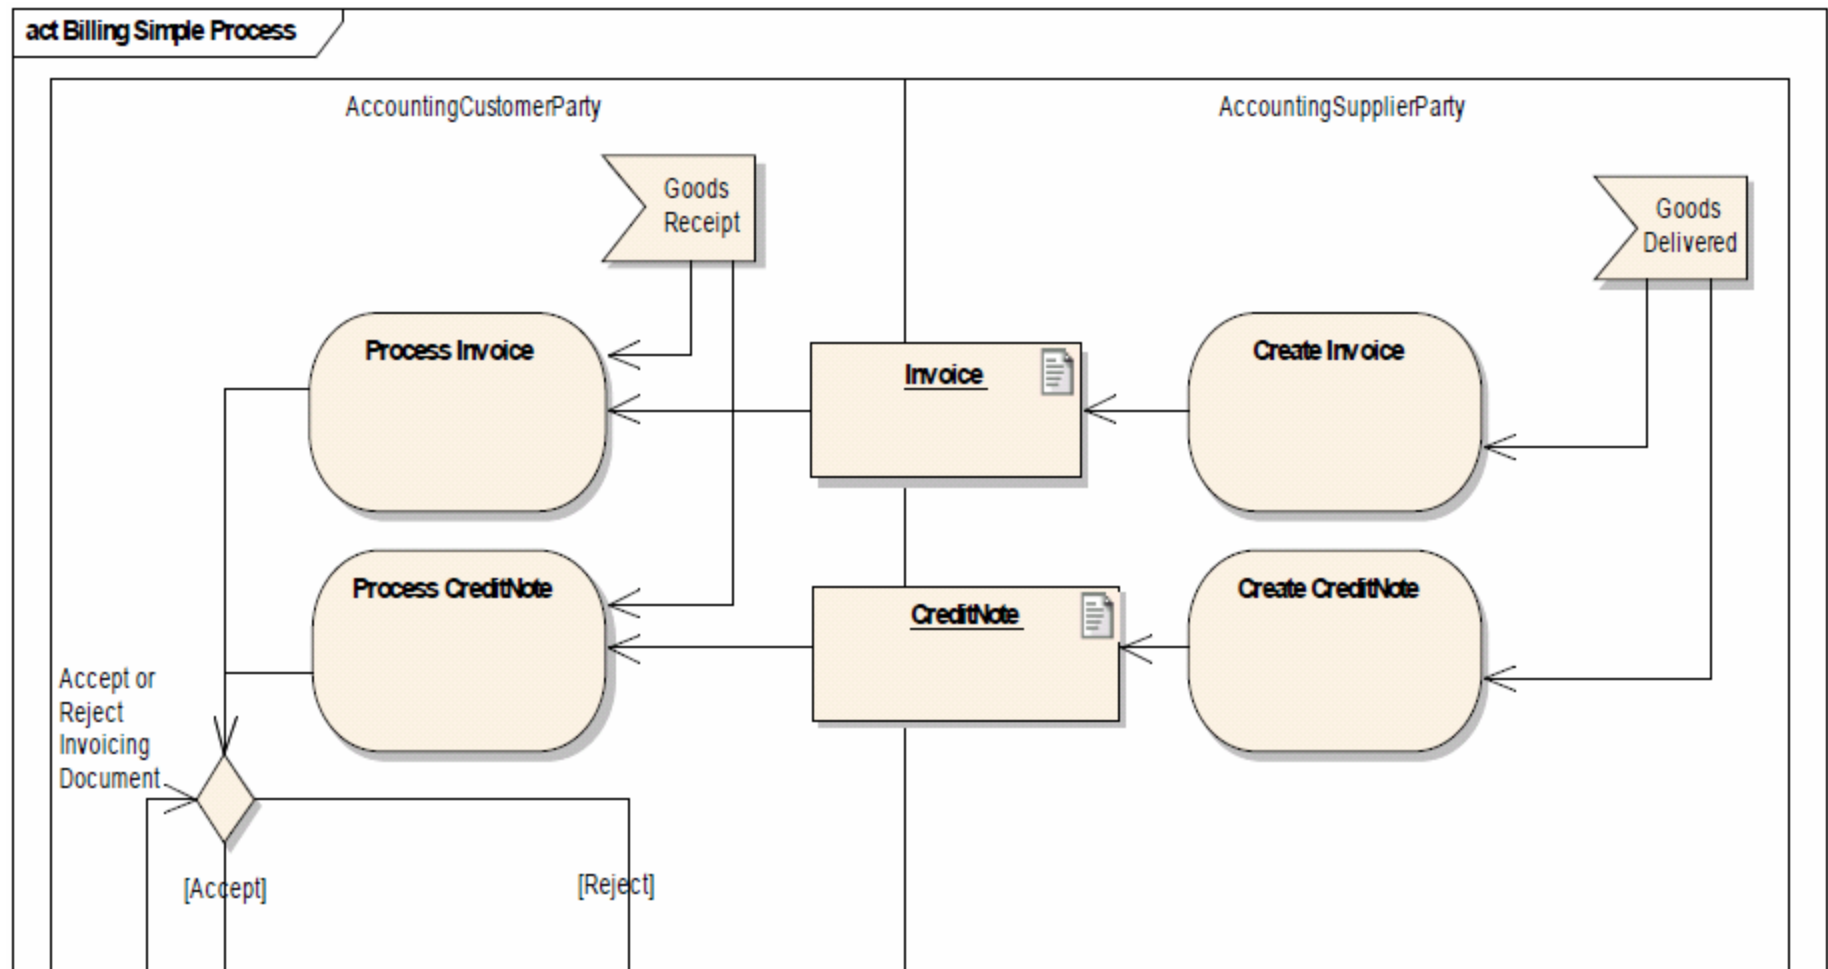 act Billing Simple Process
AccountingCustomerParty
AccountingSupplierParty
Goods
Receipt
Goods
Delivered
Process Invoice
Invoice
Create Invoice
Process CreditNote
CreditNote
Create CreditNote
Accept or
Reject
Invoicing
Document
[Accept]
[Reject]